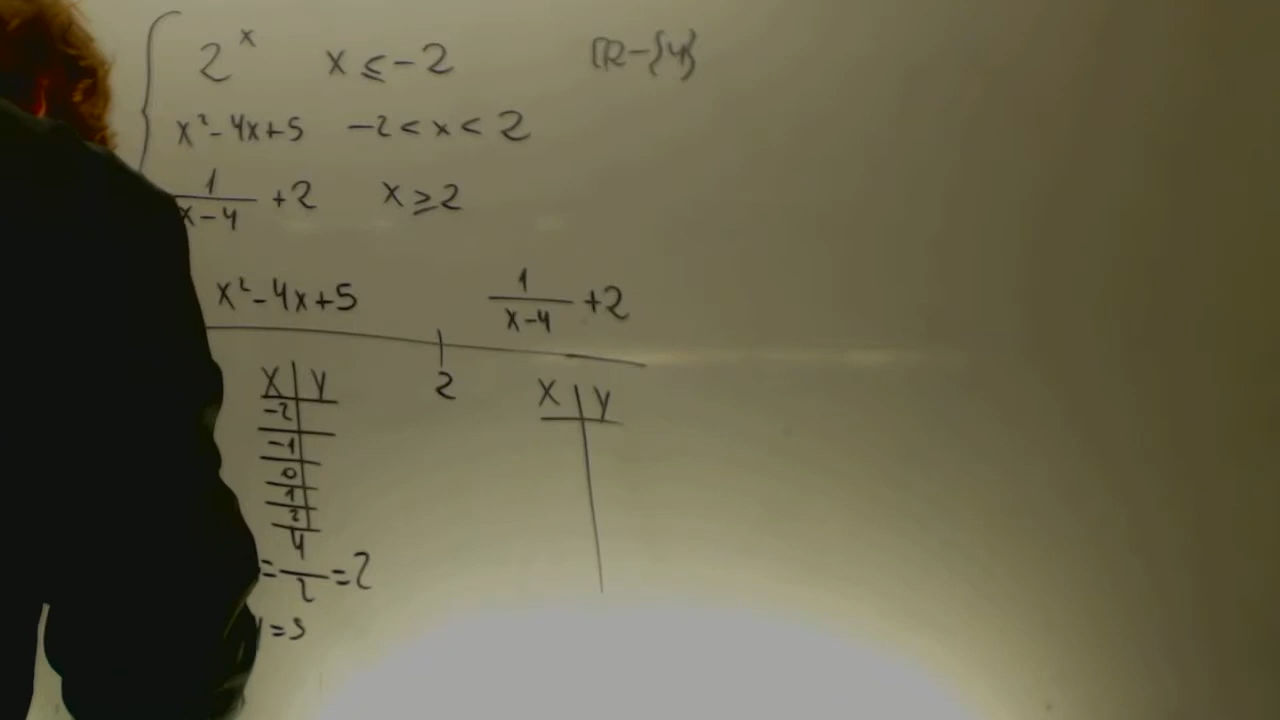 2^x x ≤ -2 ℝ-{4}
x²-4x+5 -2 < x < 2
1/(x-4) +2 x ≥ 2
x²-4x+5 1/(x-4) +2
2
X | Y X | Y
-2
-1
0
1
2
= 4/2 = 2
=5